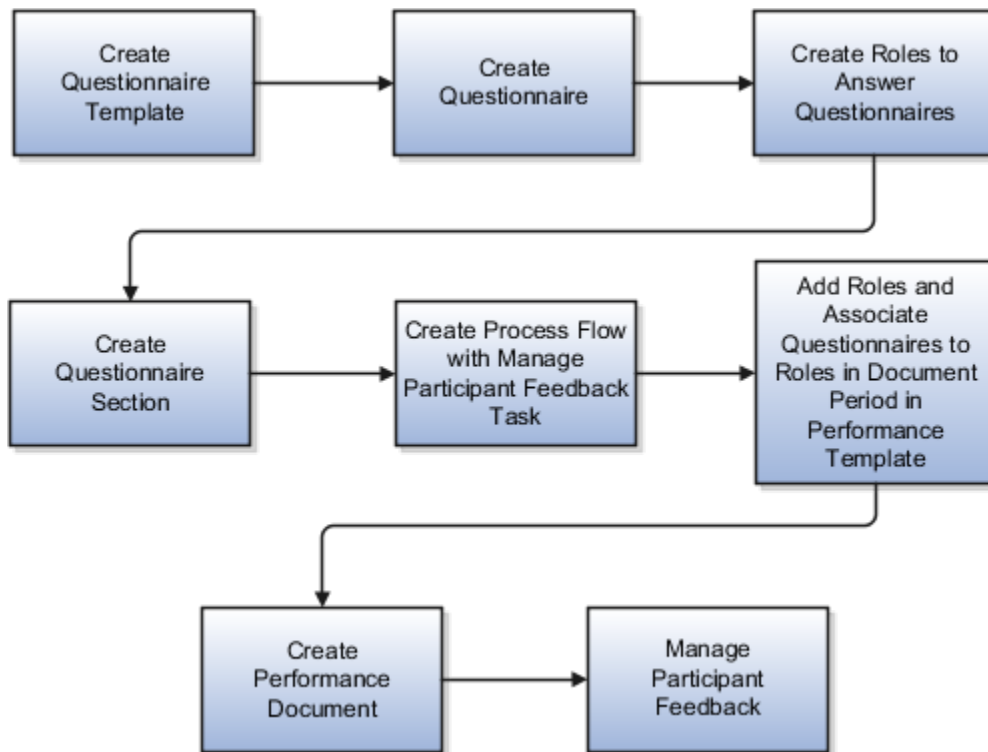 Create
Questionnaire
Template
Create
Questionnaire
Create Roles to
Answer
Questionnaires
Create
Questionnaire
Section
Create Process Flow
with Manage
Participant Feedback
Task
Add Roles and
Associate
Questionnaires to
Roles in Document
Period in
Performance
Template
Create
Performance
Document
Manage
Participant
Feedback